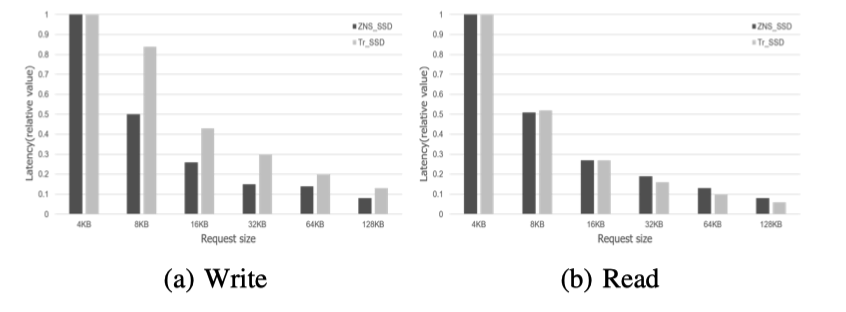 ZNS_SSD
Tr_SSD
Latency(relative value)
1
0.9
0.8
0.7
0.6
0.5
0.4
0.3
0.2
0.1
0
4KB 8KB 16KB 32KB 64KB 128KB
Request size
(a) Write
ZNS_SSD
Tr_SSD
Latency(relative value)
1
0.9
0.8
0.7
0.6
0.5
0.4
0.3
0.2
0.1
0
4KB 8KB 16KB 32KB 64KB 128KB
Request size
(b) Read